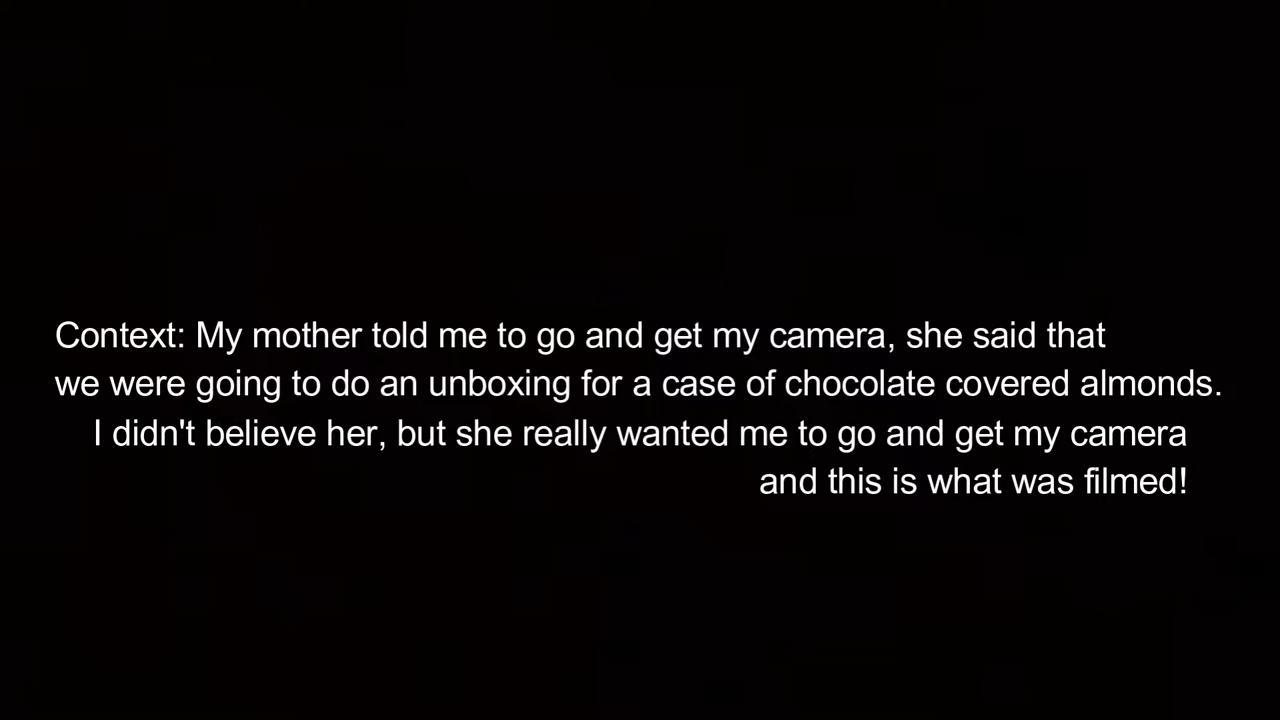 Context: My mother told me to go and get my camera, she said that
we were going to do an unboxing for a case of chocolate covered almonds.
I didn't believe her, but she really wanted me to go and get my camera
and this is what was filmed!